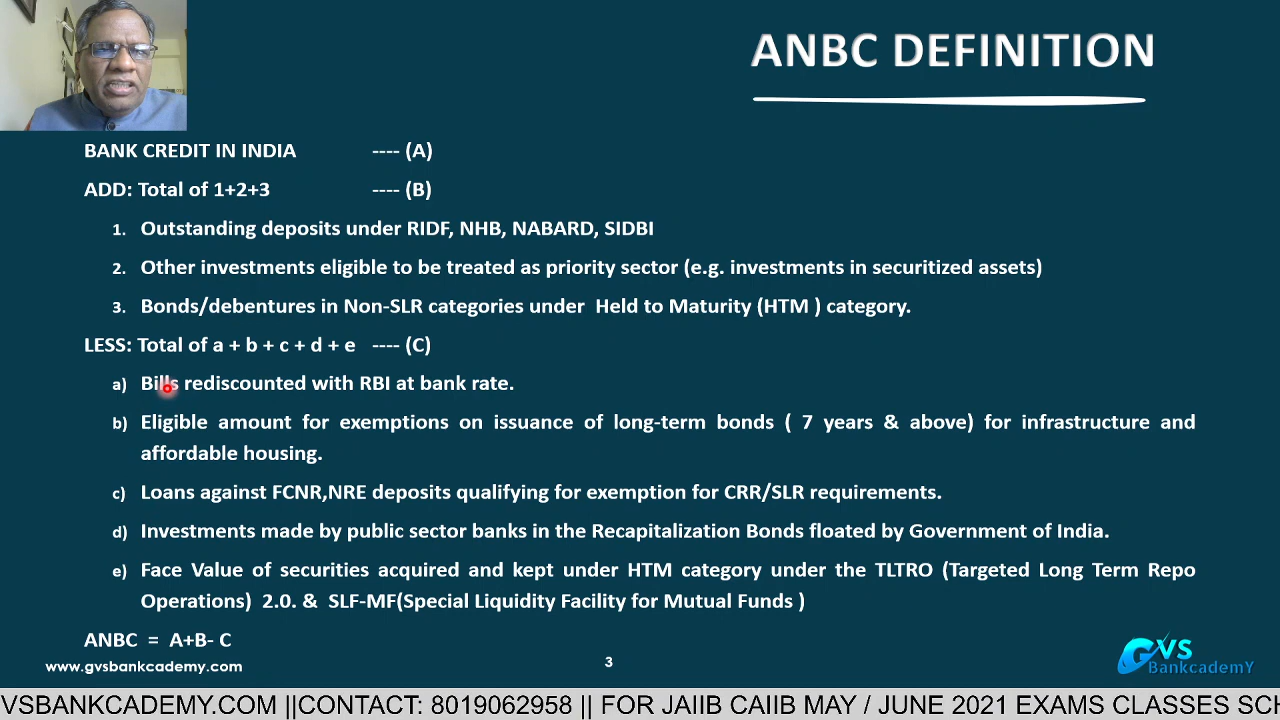 ANBC DEFINITION
BANK CREDIT IN INDIA ---- (A)
ADD: Total of 1+2+3 ---- (B)
1. Outstanding deposits under RIDF, NHB, NABARD, SIDBI
2. Other investments eligible to be treated as priority sector (e.g. investments in securitized assets)
3. Bonds/debentures in Non-SLR categories under Held to Maturity (HTM ) category.
LESS: Total of a + b + c + d + e ---- (C)
a) Bills rediscounted with RBI at bank rate.
b) Eligible amount for exemptions on issuance of long-term bonds ( 7 years & above) for infrastructure and
affordable housing.
c) Loans against FCNR,NRE deposits qualifying for exemption for CRR/SLR requirements.
d) Investments made by public sector banks in the Recapitalization Bonds floated by Government of India.
e) Face Value of securities acquired and kept under HTM category under the TLTRO (Targeted Long Term Repo
Operations) 2.0. & SLF-MF(Special Liquidity Facility for Mutual Funds )
ANBC = A+B- C
www.gvsbankcademy.com
3
GVS
BankcademY
VSBANKCADEMY.COM ||CONTACT: 8019062958 || FOR JAIIB CAIIB MAY / JUNE 2021 EXAMS CLASSES SCH